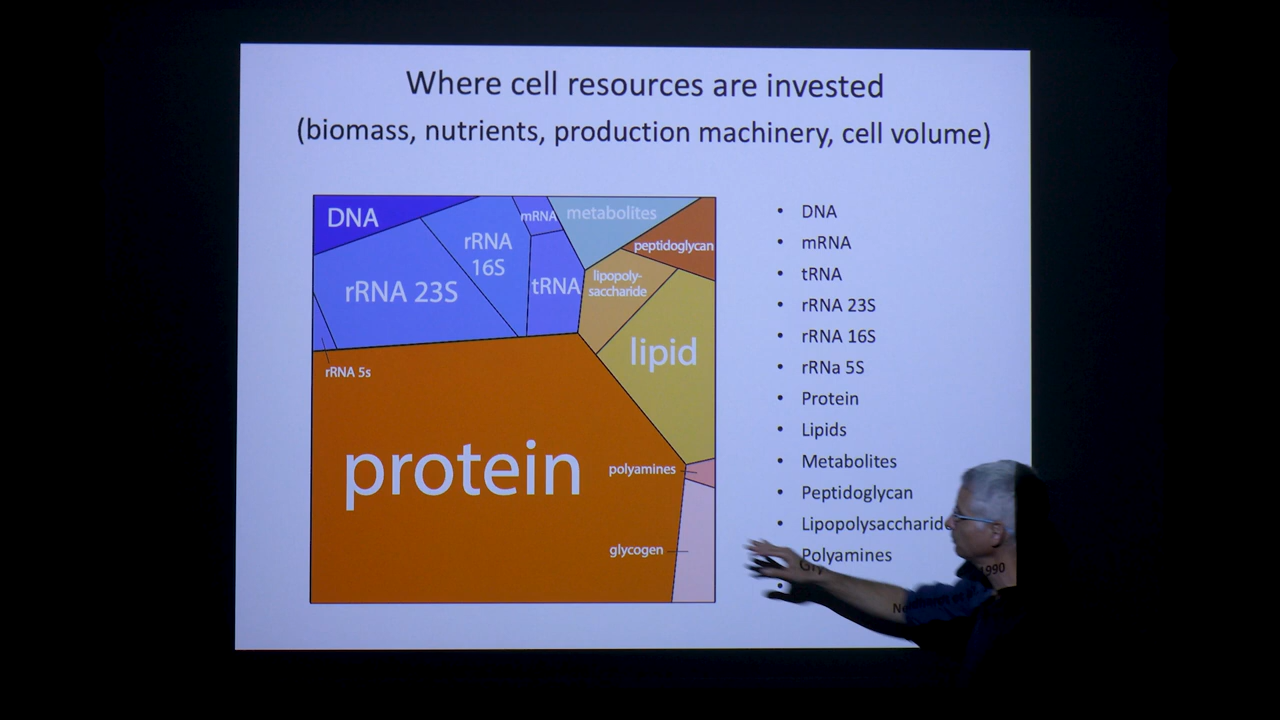 Where cell resources are invested
(biomass, nutrients, production machinery, cell volume)
DNA
rRNA 23S
rRNA
16S
mRNA
tRNA
metabolites
peptidoglycan
lipopoly-
saccharide
lipid
rRNA 5s
protein
polyamines
glycogen
• DNA
• mRNA
• tRNA
• rRNA 23S
• rRNA 16S
• rRNa 5S
• Protein
• Lipids
• Metabolites
• Peptidoglycan
• Lipopolysaccharide
• Polyamines
• Gly
1990